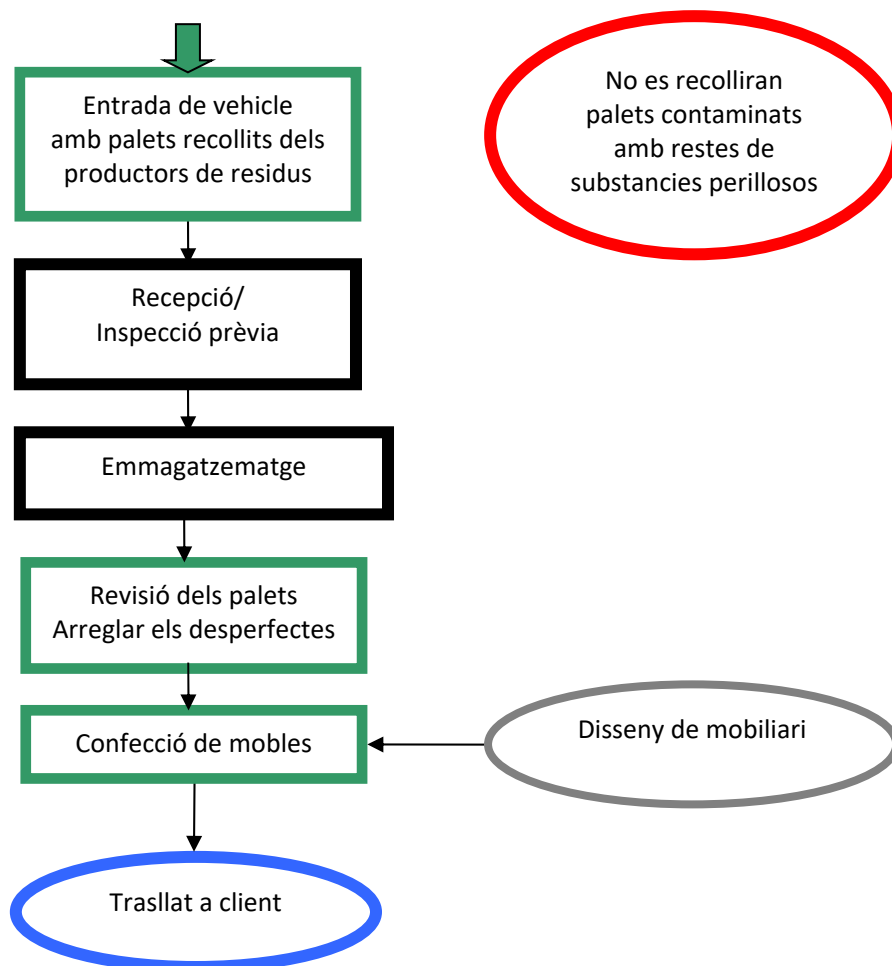 Entrada de vehicle
amb palets recollits dels
productors de residus
No es recolliran
palets contaminats
amb restes de
substancies perillosos
Recepció/
Inspecció prèvia
Emmagatzematge
Revisió dels palets
Arreglar els desperfectes
Confecció de mobles
Disseny de mobiliari
Trasllat a client